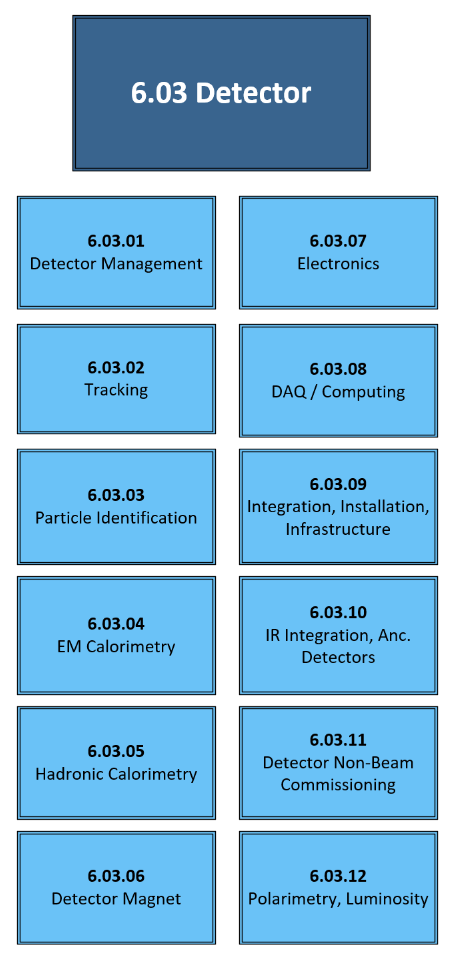 6.03 Detector
6.03.01
Detector Management
6.03.02
Tracking
6.03.03
Particle Identification
6.03.04
EM Calorimetry
6.03.05
Hadronic Calorimetry
6.03.06
Detector Magnet
6.03.07
Electronics
6.03.08
DAQ / Computing
6.03.09
Integration, Installation,
Infrastructure
6.03.10
IR Integration, Anc.
Detectors
6.03.11
Detector Non-Beam
Commissioning
6.03.12
Polarimetry, Luminosity